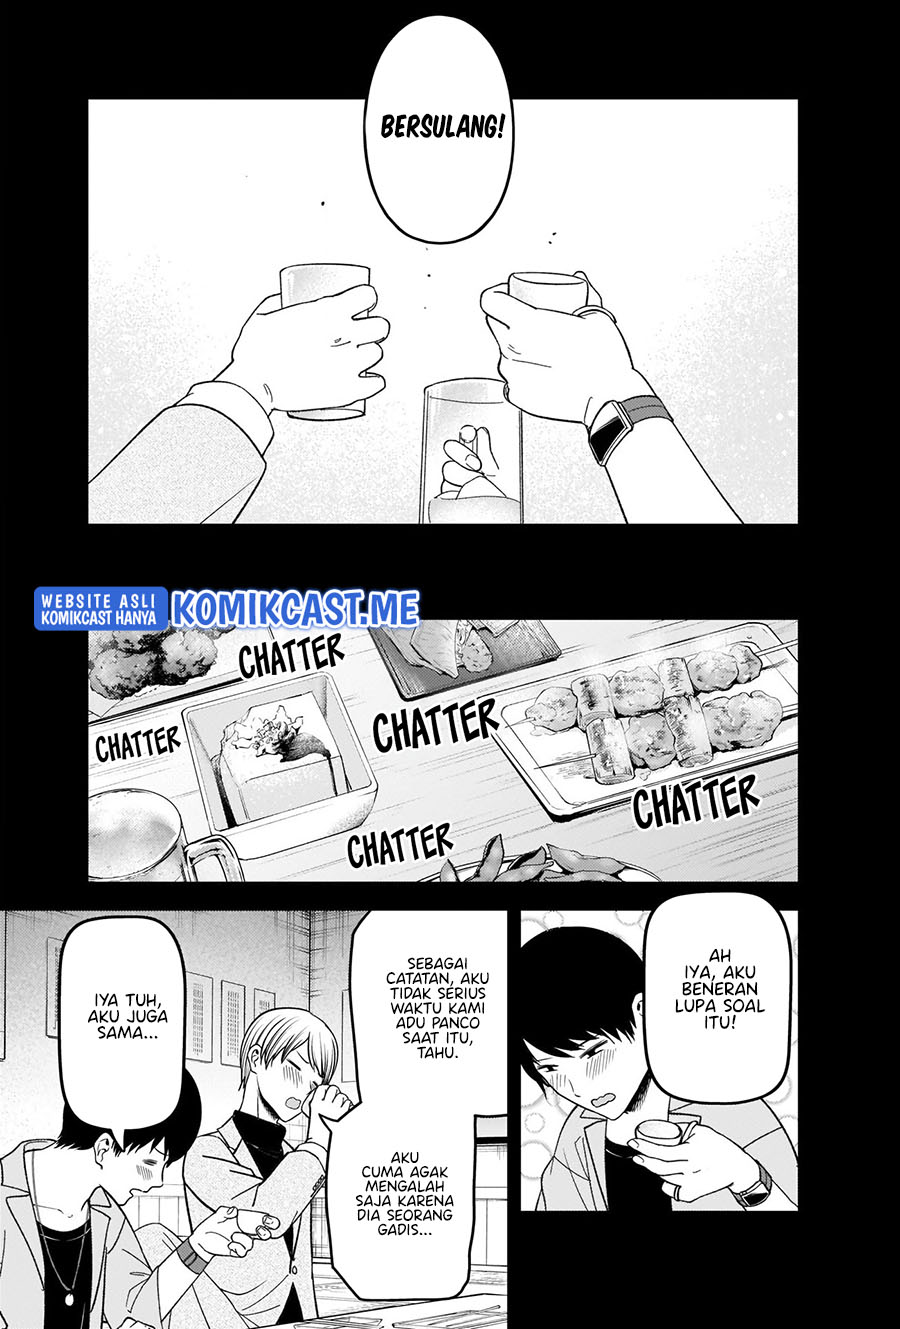 BERSULANG!
WEBSITE ASLI
KOMIKCAST HANYA
KOMIKCAST.ME
CHATTER
CHATTER
CHATTER
CHATTER
CHATTER
AH
IYA, AKU
BENERAN
LUPA SOAL
ITU!
SEBAGAI
CATATAN, AKU
TIDAK SERIUS
WAKTU KAMI
ADU PANCO
SAAT ITU,
TAHU.
AKU
CUMA AGAK
MENGALAH
SAJA KARENA
DIA SEORANG
GADIS...
IYA TUH,
AKU JUGA
SAMA...